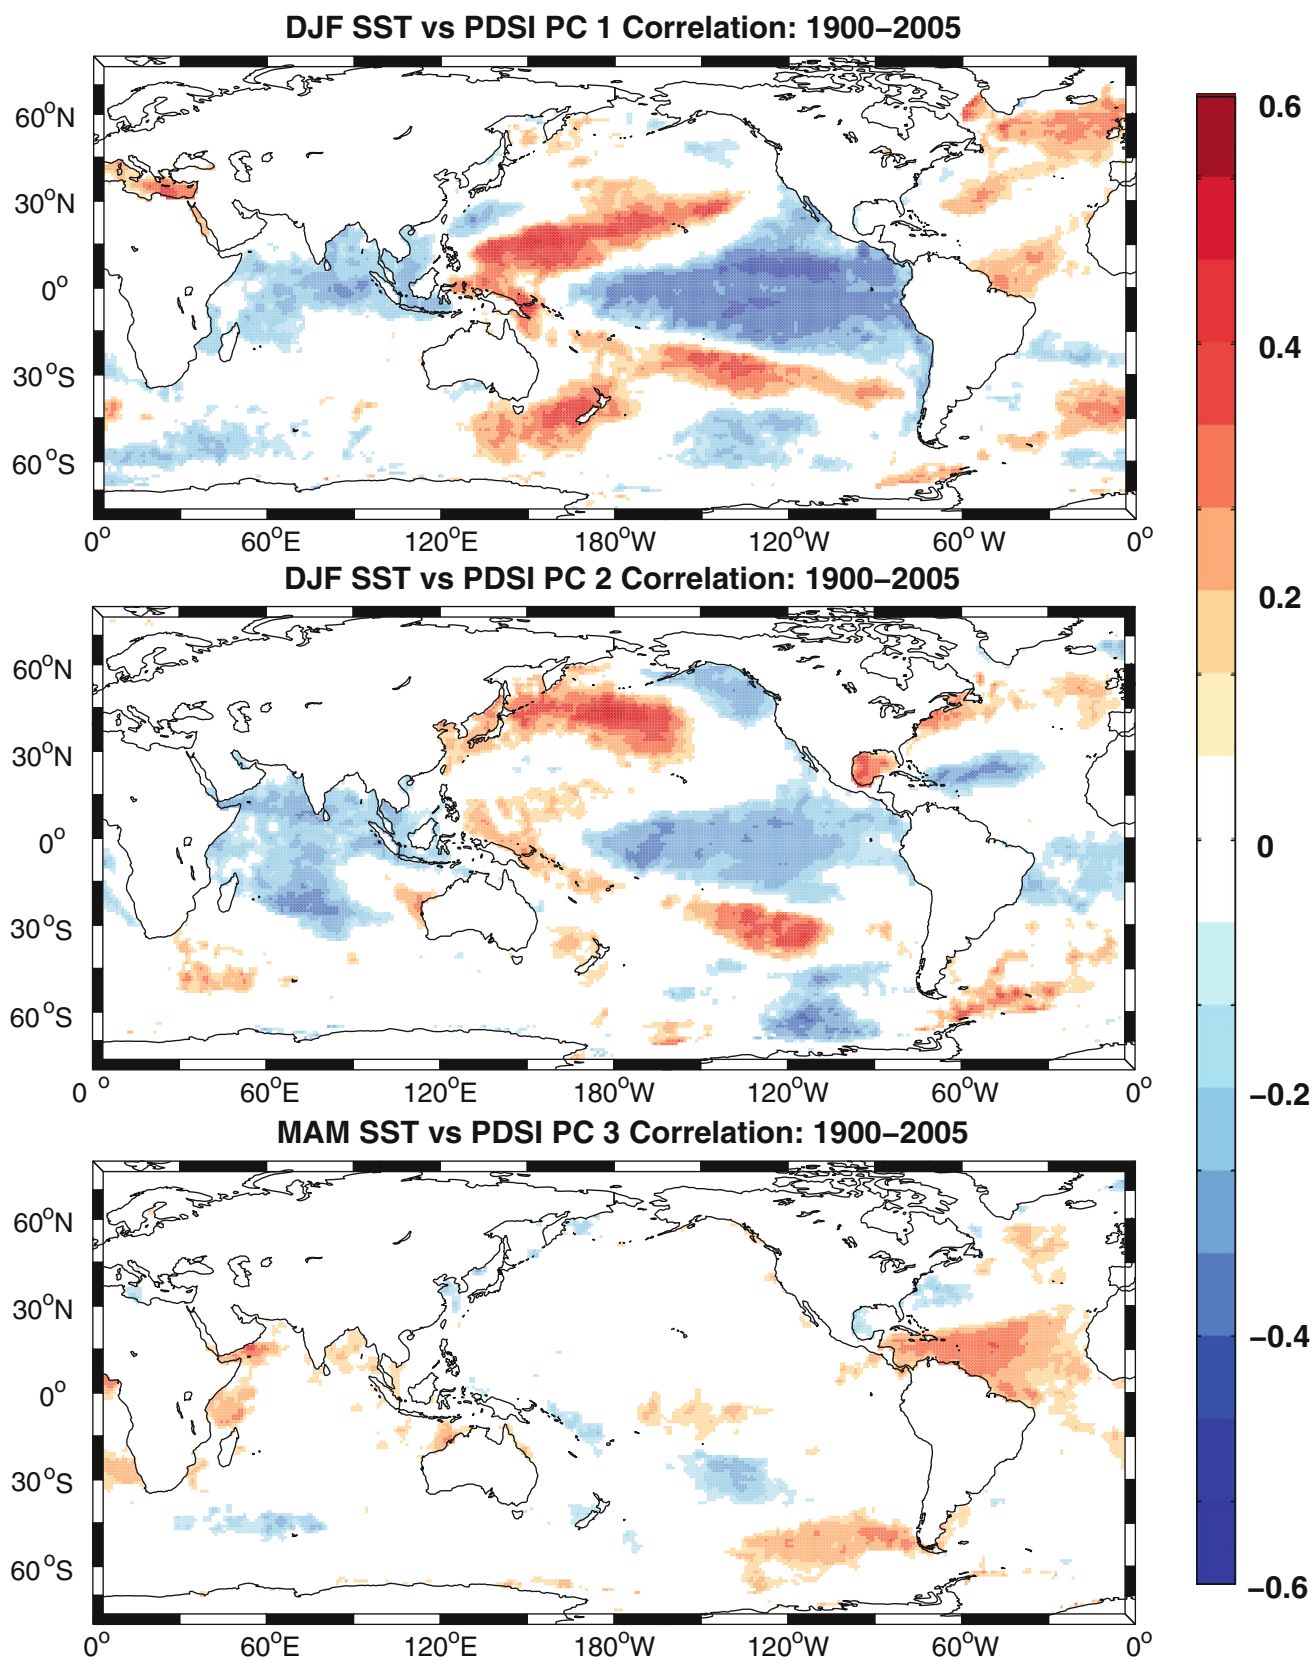 DJF SST vs PDSI PC 1 Correlation: 1900−2005
60°N
30°N
0°
30°S
60°S
0° 60°E 120°E 180°W 120°W 60°W 0°
DJF SST vs PDSI PC 2 Correlation: 1900−2005
60°N
30°N
0°
30°S
60°S
0 60°E 120°E 180°W 120°W 60°W 0°
MAM SST vs PDSI PC 3 Correlation: 1900−2005
60°N
30°N
0°
30°S
60°S
0° 60°E 120°E 180°W 120°W 60°W 0°
0.6
0.4
0.2
0
−0.2
−0.4
−0.6